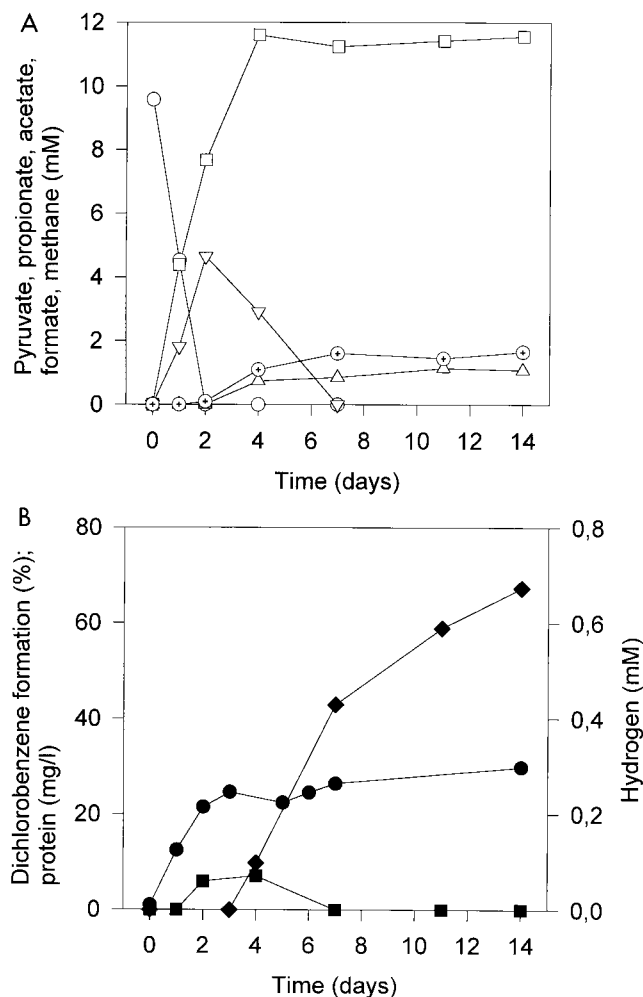 A
Pyruvate, propionate, acetate,
formate, methane (mM)
12
10
8
6
4
2
0
0 2 4 6 8 10 12 14
Time (days)
B
Dichlorobenzene formation (%);
protein (mg/l)
80
60
40
20
0
0,8
0,6
0,4
0,2
0,0
Hydrogen (mM)
0 2 4 6 8 10 12 14
Time (days)